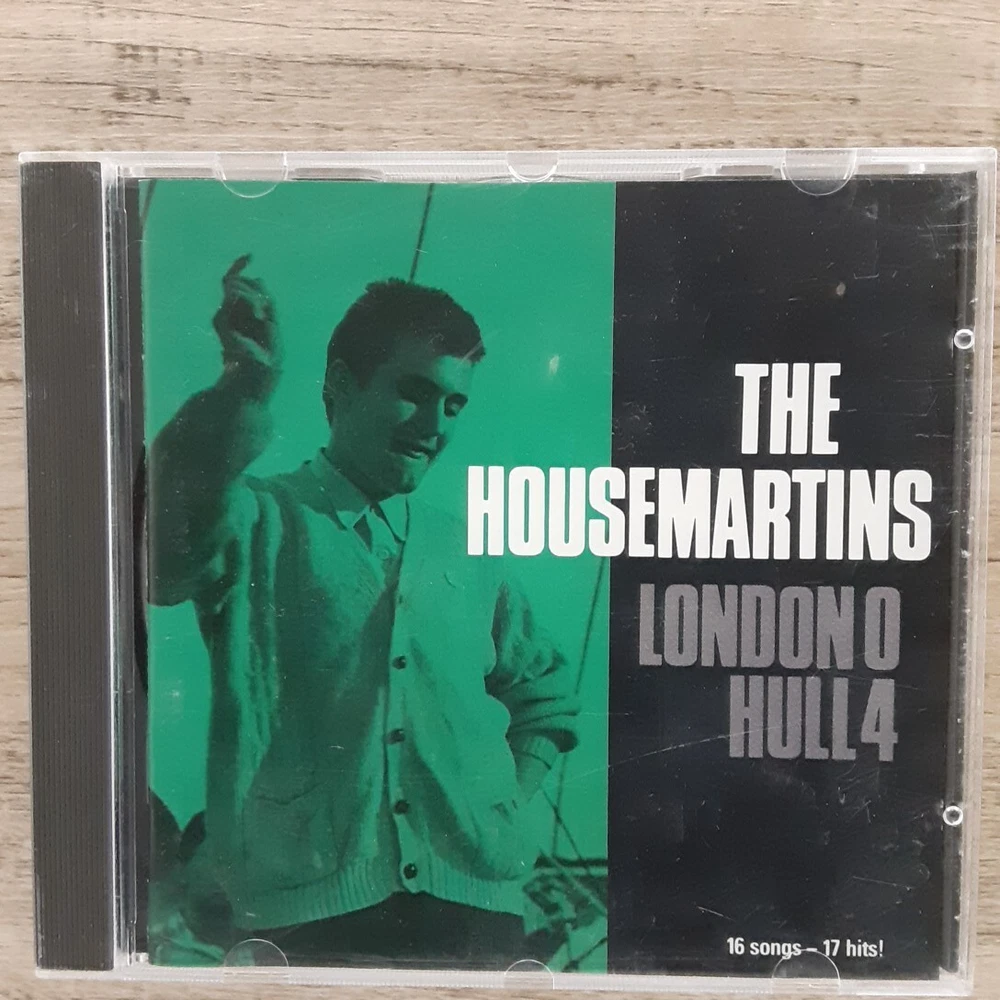 THE
HOUSEMARTINS
LONDON 0
HULL 4
16 songs – 17 hits!